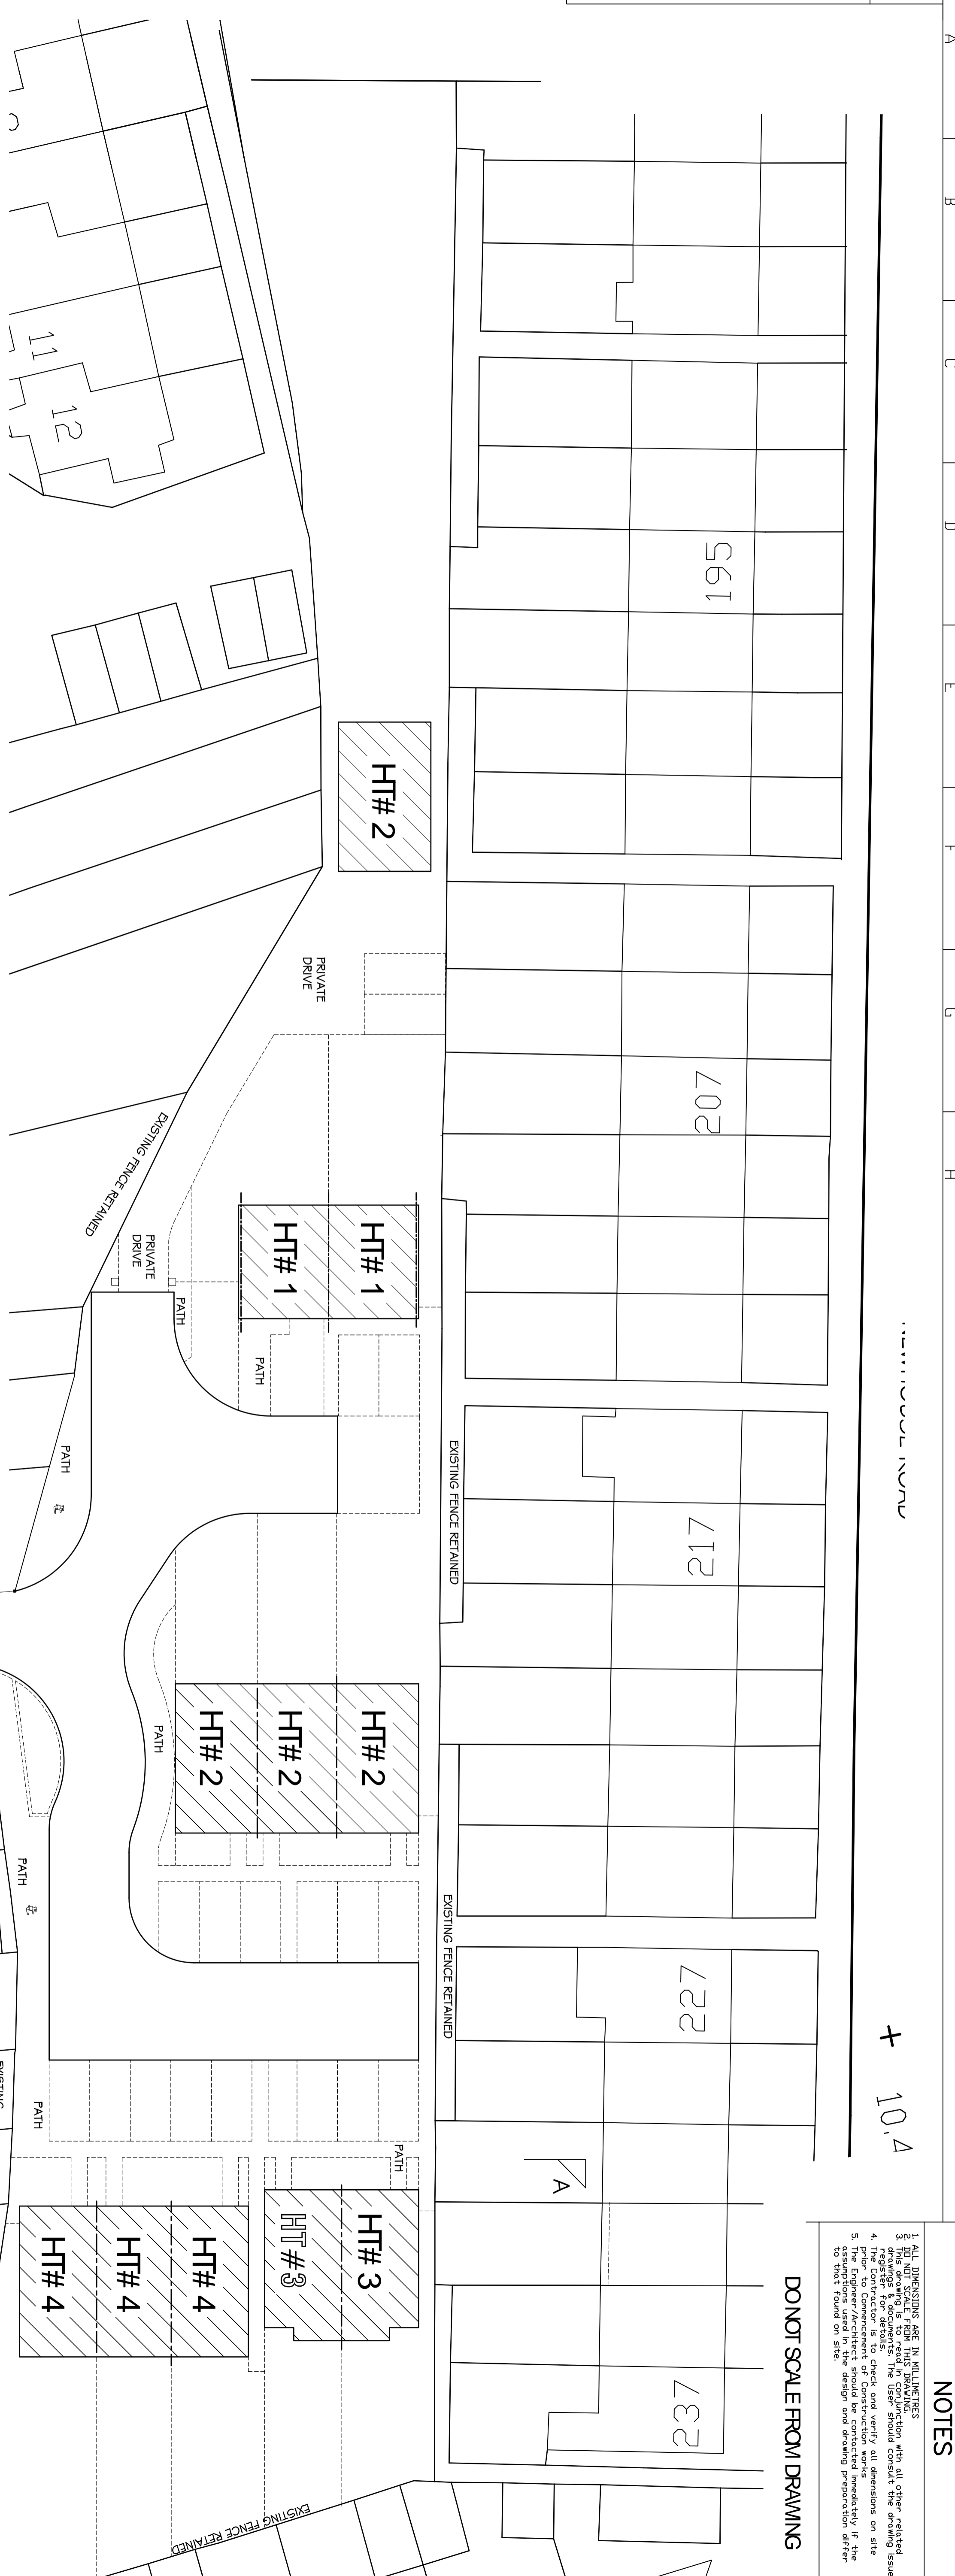 A
B
C
D
E
F
G
H
11
12
195
207
217
227
237
10.4
A
HT# 2
PRIVATE
DRIVE
EXISTING FENCE RETAINED
PRIVATE
DRIVE
PATH
HT# 1
HT# 1
PATH
PATH
EXISTING FENCE RETAINED
HT# 2
HT# 2
HT# 2
PATH
PATH
EXISTING FENCE RETAINED
EXISTING
PATH
PATH
HT# 3
HT# 3
HT# 4
HT# 4
HT# 4
EXISTING FENCE RETAINED
NOTES
1. ALL DIMENSIONS ARE IN MILLIMETRES
2. DO NOT SCALE FROM THIS DRAWING.
3. This drawing is to read in conjunction with all other related
drawings & documents. The User should consult the drawing issue
register for details.
4. The Contractor is to check and verify all dimensions on site
prior to Commencement of Construction works
5. The Engineer/Architect should be contacted immediately if the
assumptions used in the design and drawing preparation differ
to that found on site.
DO NOT SCALE FROM DRAWING